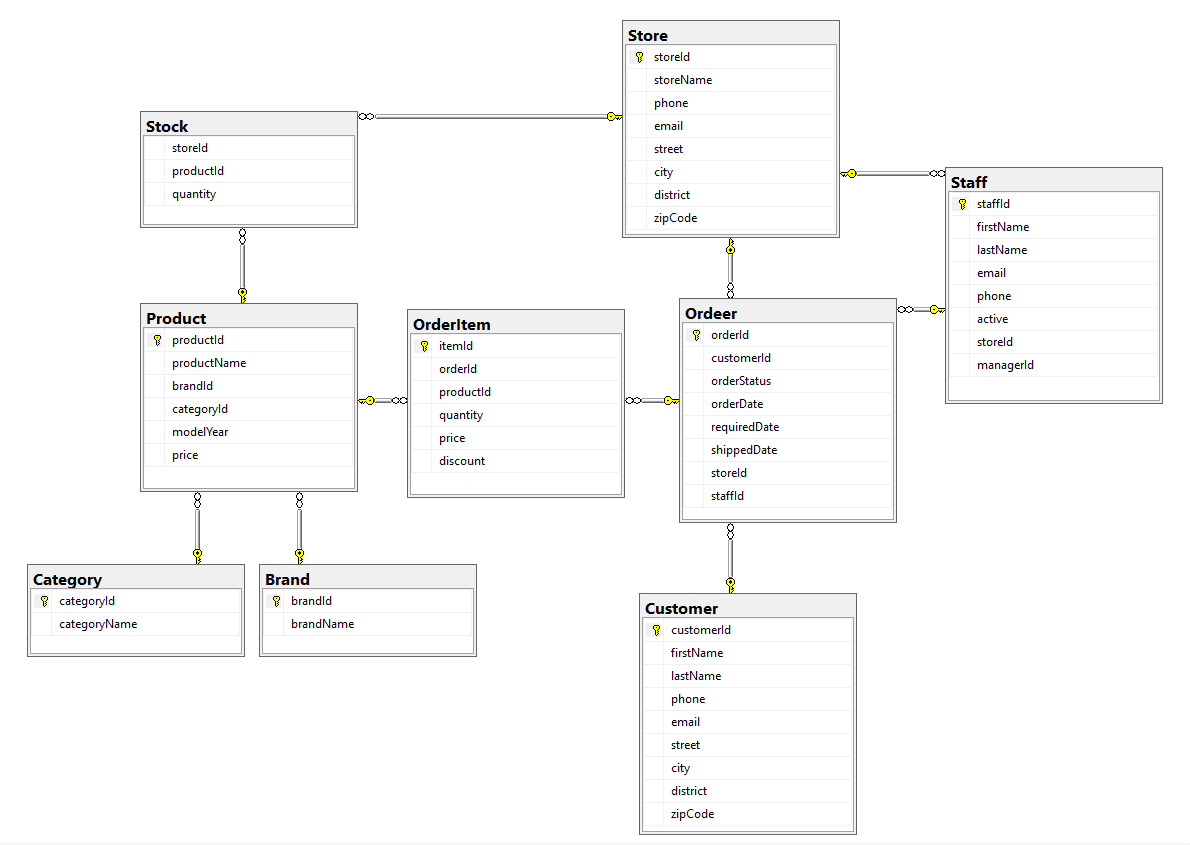 Store
storeId
storeName
phone
email
street
city
district
zipCode
Stock
storeId
productId
quantity
Staff
staffId
firstName
lastName
email
phone
active
storeId
managerId
Product
productId
productName
brandId
categoryId
modelYear
price
OrderItem
itemId
orderId
productId
quantity
price
discount
Ordeer
orderId
customerId
orderStatus
orderDate
requiredDate
shippedDate
storeId
staffId
Category
categoryId
categoryName
Brand
brandId
brandName
Customer
customerId
firstName
lastName
phone
email
street
city
district
zipCode